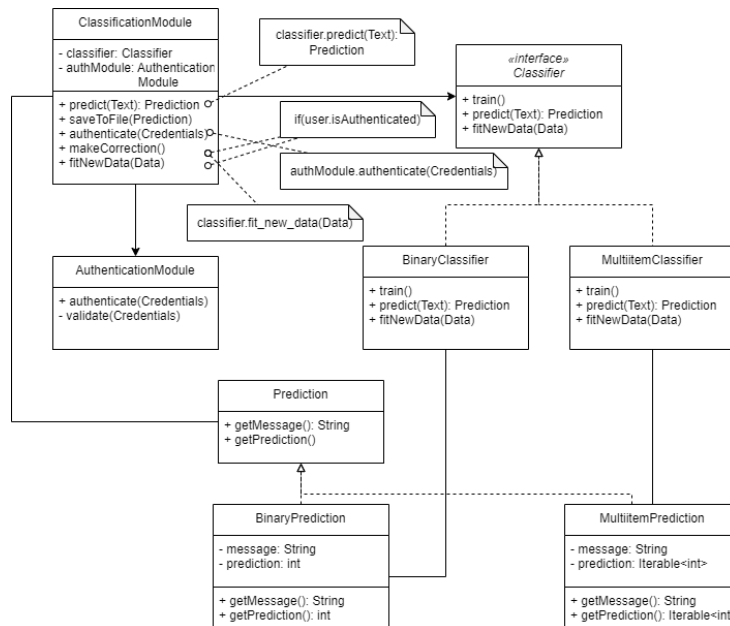 ClassificationModule
- classifier: Classifier
- authModule: Authentication
Module
+ predict(Text): Prediction
+ saveToFile(Prediction)
+ authenticate(Credentials)
+ makeCorrection()
+ fitNewData(Data)
classifier.predict(Text):
Prediction
if(user.isAuthenticated)
authModule.authenticate(Credentials)
classifier.fit_new_data(Data)
«interface»
Classifier
+ train()
+ predict(Text): Prediction
+ fitNewData(Data)
AuthenticationModule
+ authenticate(Credentials)
- validate(Credentials)
BinaryClassifier
+ train()
+ predict(Text): Prediction
+ fitNewData(Data)
MultiitemClassifier
+ train()
+ predict(Text): Prediction
+ fitNewData(Data)
Prediction
+ getMessage(): String
+ getPrediction()
BinaryPrediction
- message: String
- prediction: int
+ getMessage(): String
+ getPrediction(): int
MultiitemPrediction
- message: String
- prediction: Iterable<int>
+ getMessage(): String
+ getPrediction(): Iterable<int